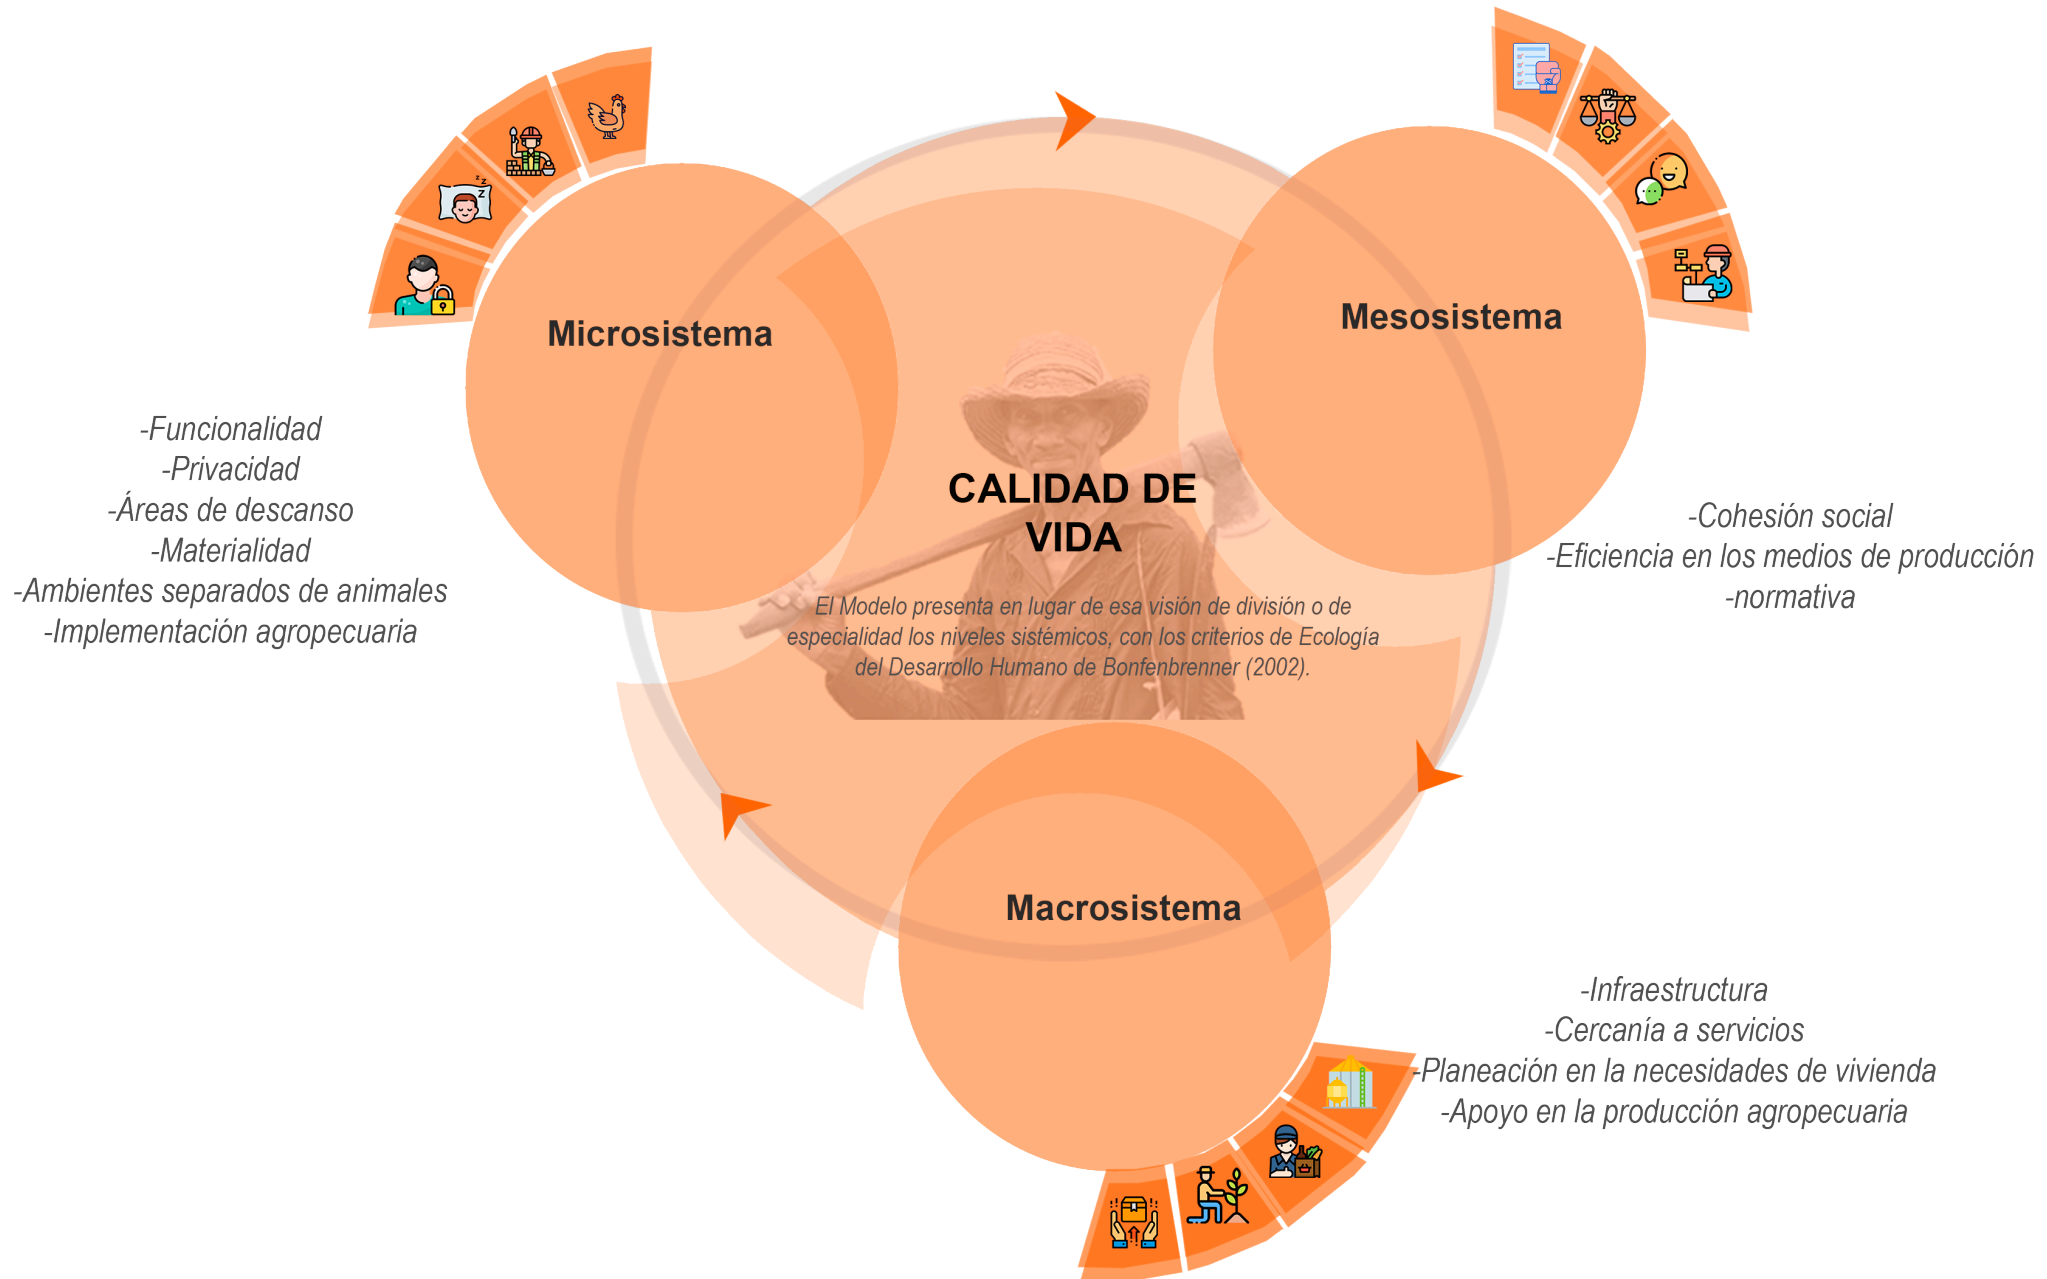 Microsistema
Mesosistema
-Funcionalidad
-Privacidad
-Áreas de descanso
-Materialidad
-Ambientes separados de animales
-Implementación agropecuaria
CALIDAD DE
VIDA
El Modelo presenta en lugar de esa visión de división o de
especialidad los niveles sistémicos, con los criterios de Ecología
del Desarrollo Humano de Bonfenbrenner (2002).
-Cohesión social
-Eficiencia en los medios de producción
-normativa
Macrosistema
-Infraestructura
-Cercanía a servicios
-Planeación en la necesidades de vivienda
-Apoyo en la producción agropecuaria